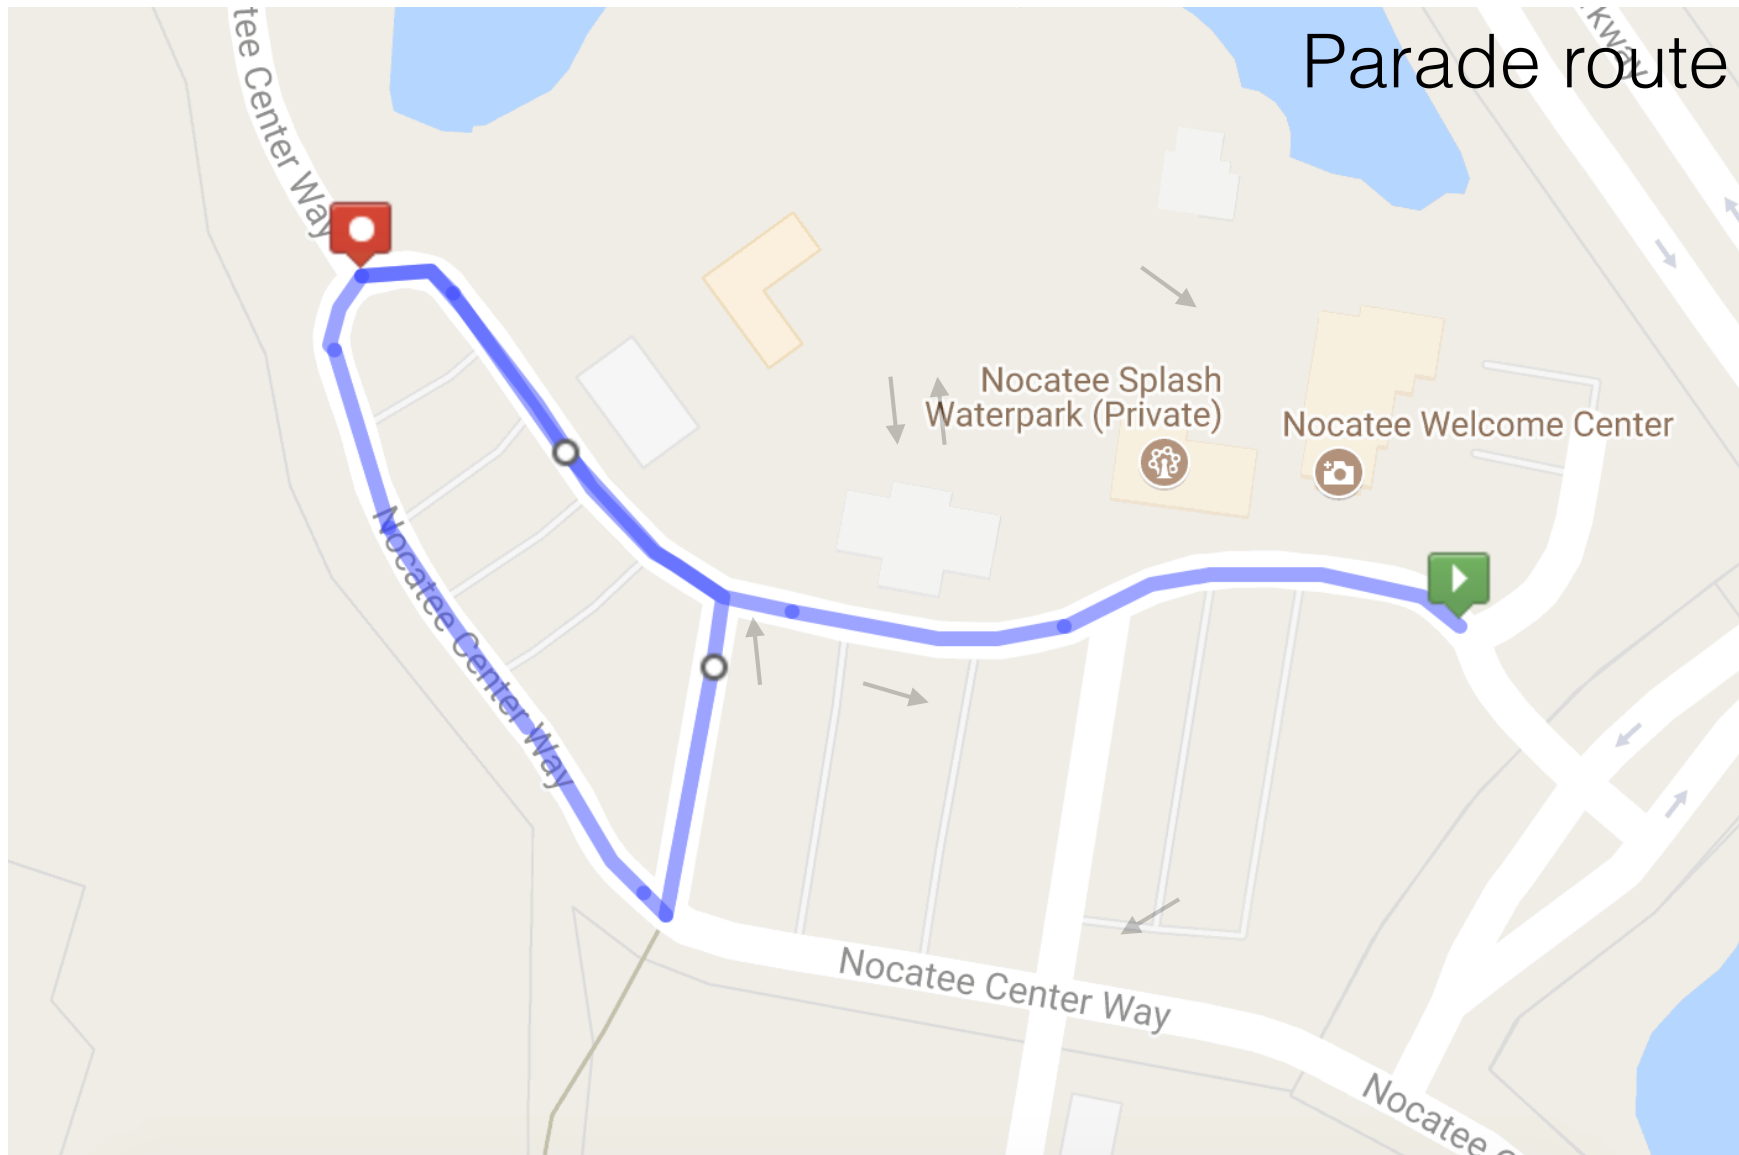 Parade route
kway
tee Center Way
Nocatee Splash
Waterpark (Private)
Nocatee Welcome Center
Nocatee Center Way
Nocatee Center Way
Nocatee